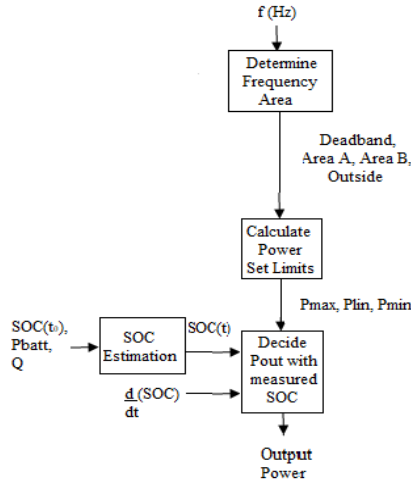 f (Hz)
Determine
Frequency
Area
Deadband,
Area A, Area B,
Outside
Calculate
Power
Set Limits
Pmax, Plin, Pmin
SOC(t₀),
Pbatt,
Q
SOC
Estimation
SOC(t)
Decide
Pout with
measured
SOC
d (SOC)
dt
Output
Power